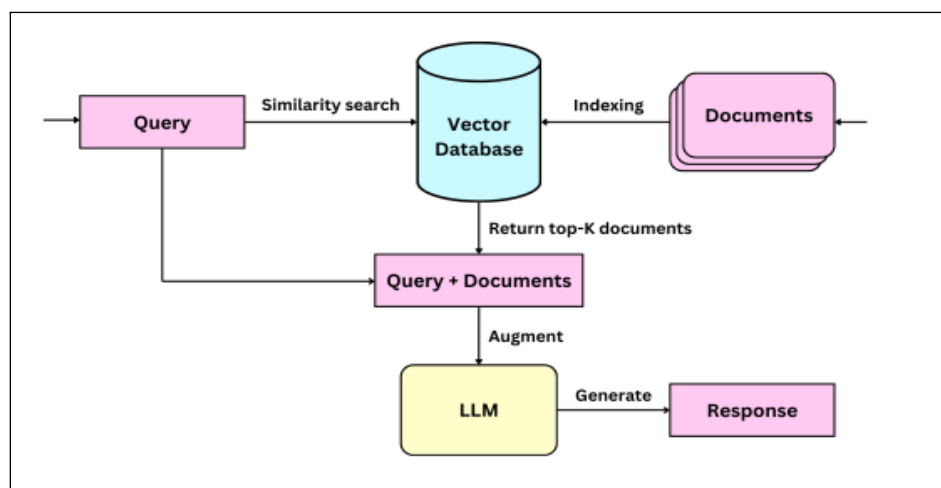 Query
Similarity search
Vector
Database
Indexing
Documents
Return top-K documents
Query + Documents
Augment
LLM
Generate
Response